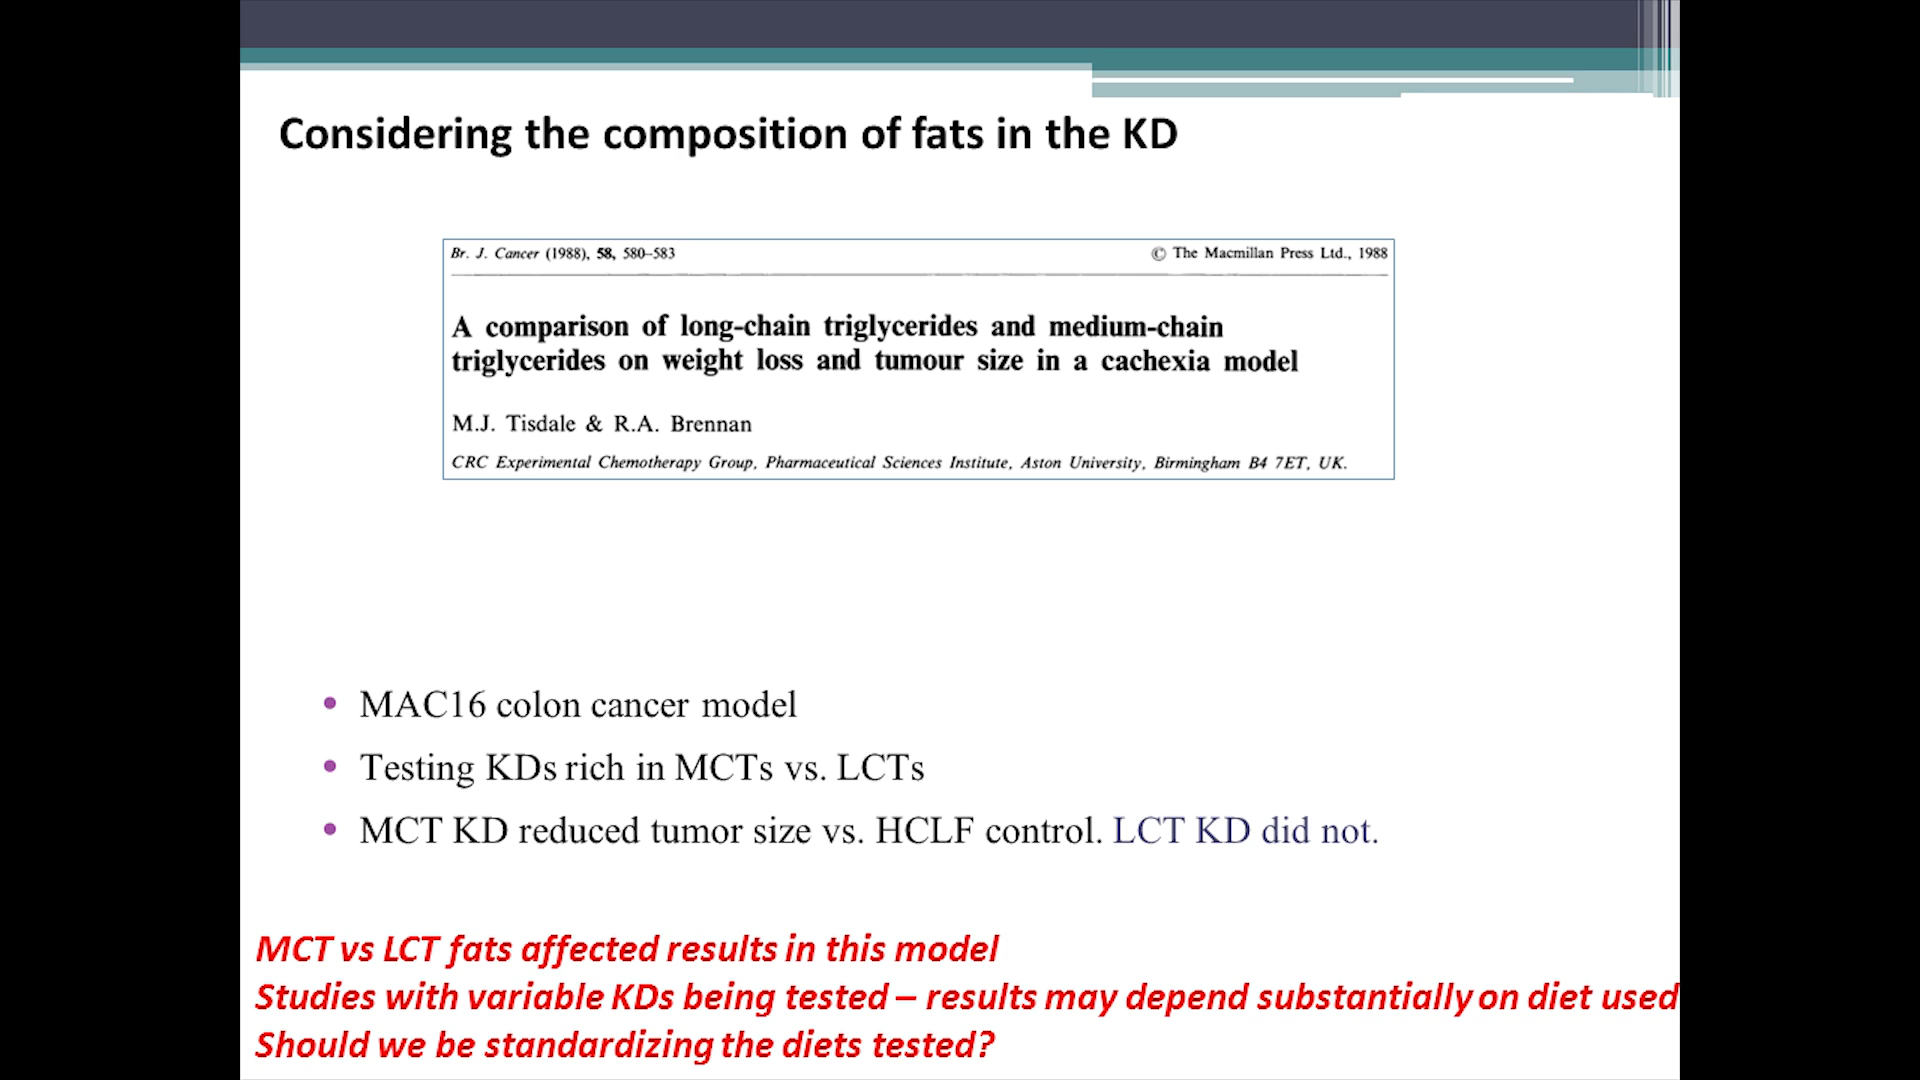 Considering the composition of fats in the KD
Br. J. Cancer (1988), 58, 580–583
© The Macmillan Press Ltd., 1988
A comparison of long-chain triglycerides and medium-chain
triglycerides on weight loss and tumour size in a cachexia model
M.J. Tisdale & R.A. Brennan
CRC Experimental Chemotherapy Group, Pharmaceutical Sciences Institute, Aston University, Birmingham B4 7ET, UK.
• MAC16 colon cancer model
• Testing KDs rich in MCTs vs. LCTs
• MCT KD reduced tumor size vs. HCLF control. LCT KD did not.
MCT vs LCT fats affected results in this model
Studies with variable KDs being tested – results may depend substantially on diet used
Should we be standardizing the diets tested?